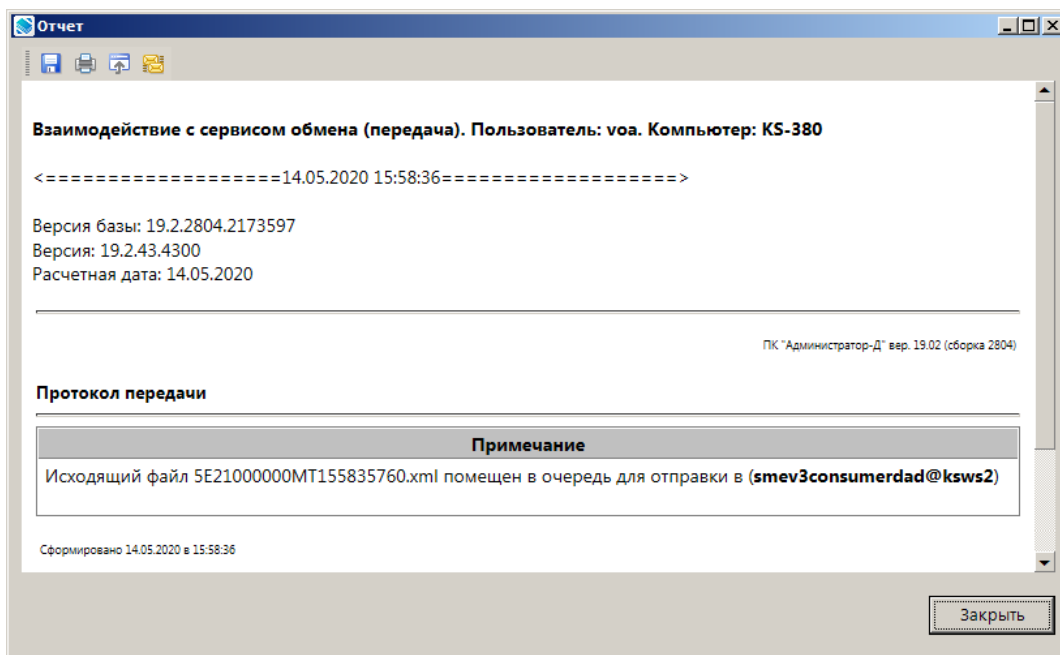 Отчет
Взаимодействие с сервисом обмена (передача). Пользователь: voa. Компьютер: KS-380
<===================14.05.2020 15:58:36===================>
Версия базы: 19.2.2804.2173597
Версия: 19.2.43.4300
Расчетная дата: 14.05.2020
ПК "Администратор-Д" вер. 19.02 (сборка 2804)
Протокол передачи
Примечание
Исходящий файл 5E21000000MT155835760.xml помещен в очередь для отправки в (smev3consumerdad@ksws2)
Сформировано 14.05.2020 в 15:58:36
Закрыть